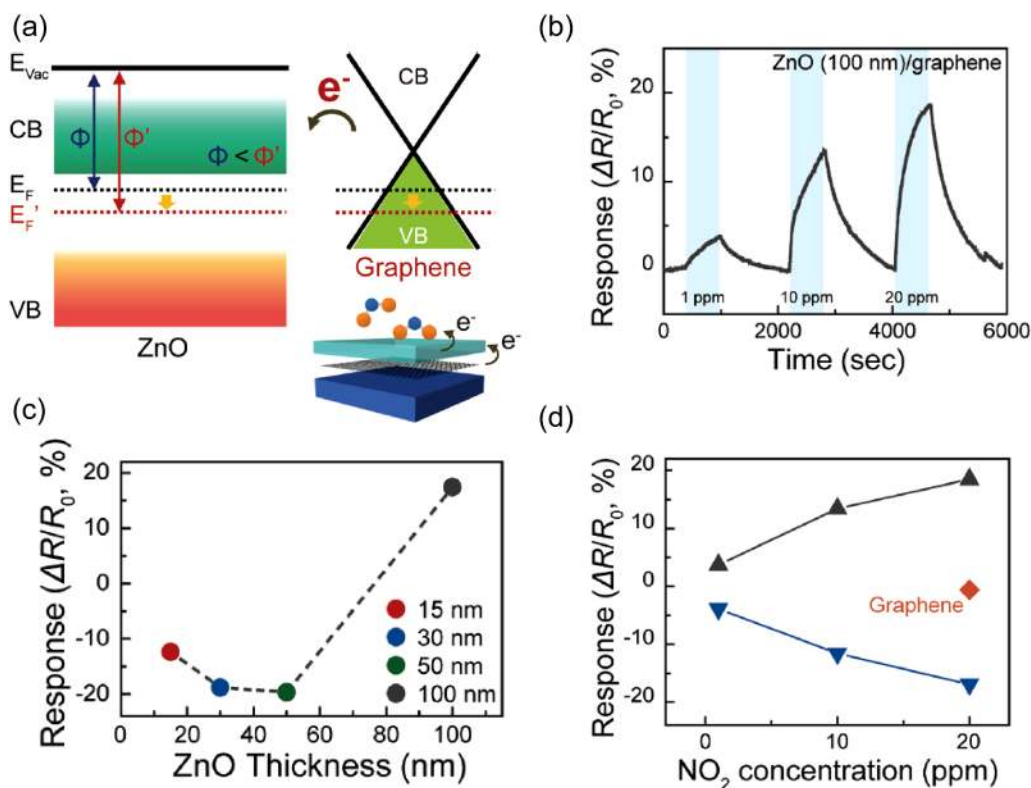 (a)
E_Vac
CB
Φ
Φ'
Φ < Φ'
E_F
E_F'
VB
ZnO
e⁻
CB
VB
Graphene
e⁻
e⁻
(b)
ZnO (100 nm)/graphene
Response (ΔR/R₀, %)
20
10
0
1 ppm
10 ppm
20 ppm
0
2000
4000
6000
Time (sec)
(c)
Response (ΔR/R₀, %)
20
10
0
-10
-20
15 nm
30 nm
50 nm
100 nm
0
20
40
60
80
100
ZnO Thickness (nm)
(d)
Response (ΔR/R₀, %)
20
10
0
-10
-20
Graphene
0
10
20
NO₂ concentration (ppm)